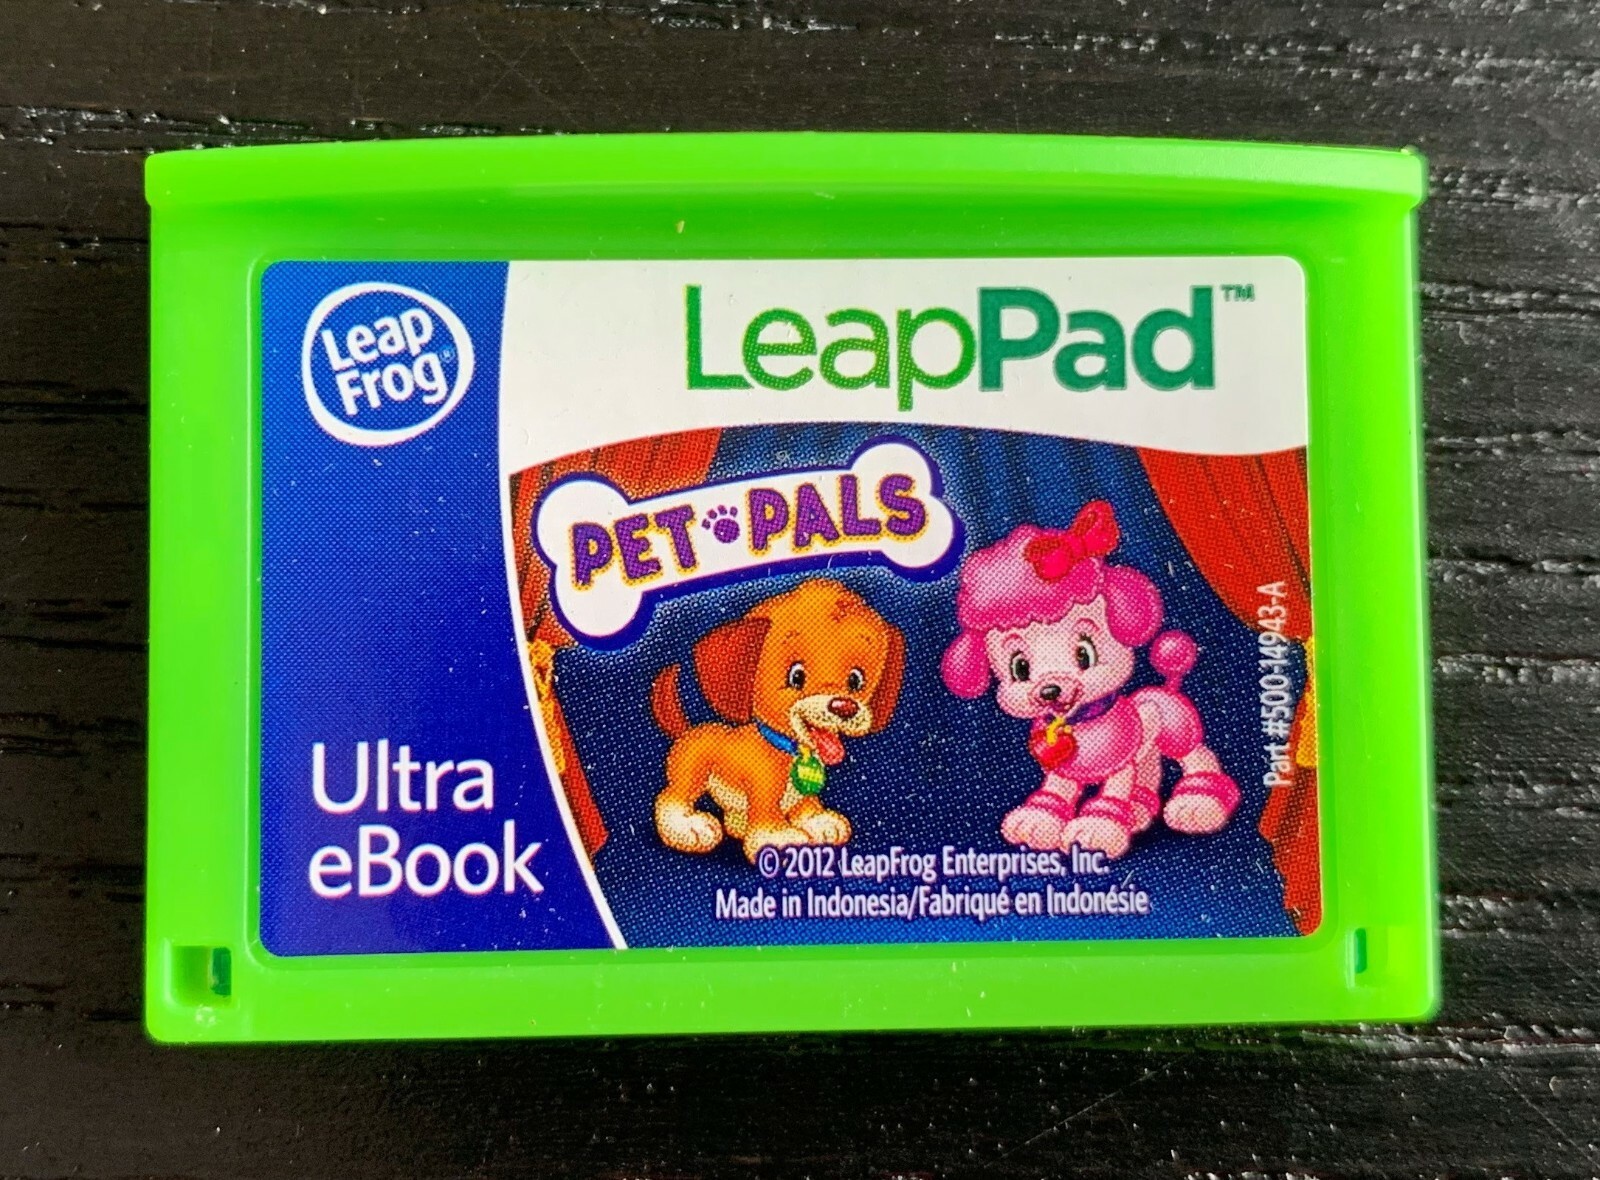 Leap
Frog®
LeapPad™
PET PALS
Ultra
eBook
© 2012 LeapFrog Enterprises, Inc.
Made in Indonesia/Fabriqué en Indonésie
Part #500-14943-A